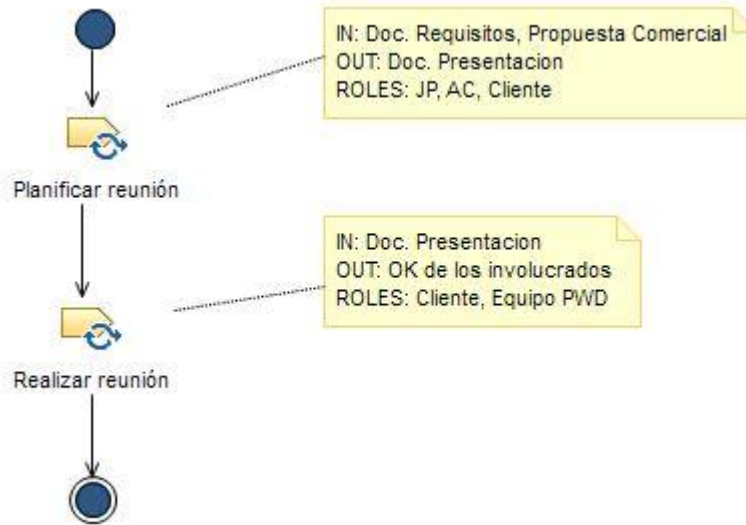 IN: Doc. Requisitos, Propuesta Comercial
OUT: Doc. Presentacion
ROLES: JP, AC, Cliente
Planificar reunión
IN: Doc. Presentacion
OUT: OK de los involucrados
ROLES: Cliente, Equipo PWD
Realizar reunión